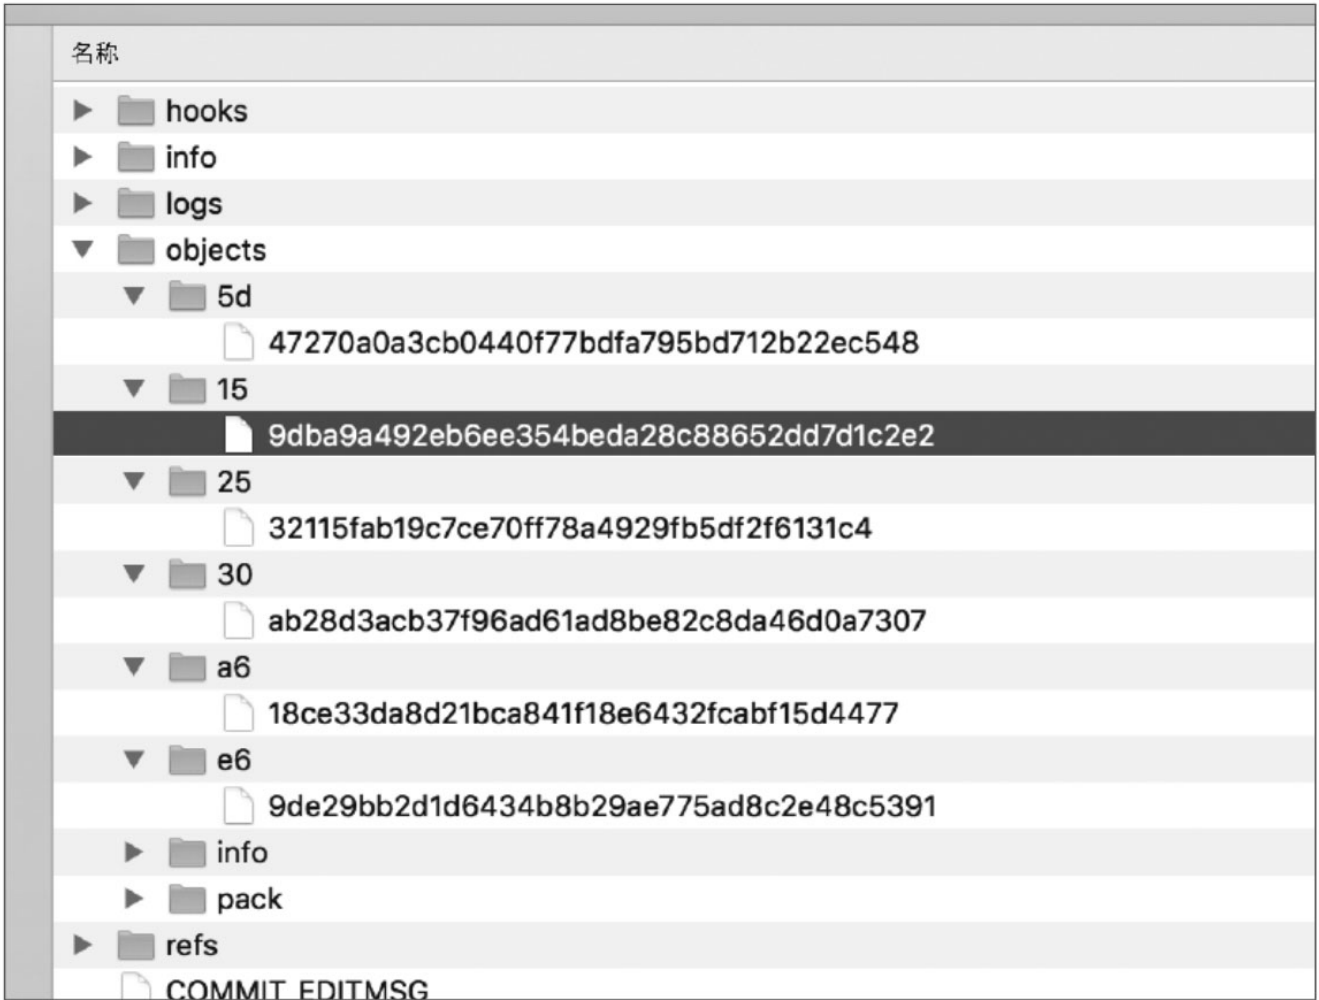 名称
hooks
info
logs
objects
5d
47270a0a3cb0440f77bdfa795bd712b22ec548
15
9dba9a492eb6ee354beda28c88652dd7d1c2e2
25
32115fab19c7ce70ff78a4929fb5df2f6131c4
30
ab28d3acb37f96ad61ad8be82c8da46d0a7307
a6
18ce33da8d21bca841f18e6432fcabf15d4477
e6
9de29bb2d1d6434b8b29ae775ad8c2e48c5391
info
pack
refs
COMMIT_EDITMSG